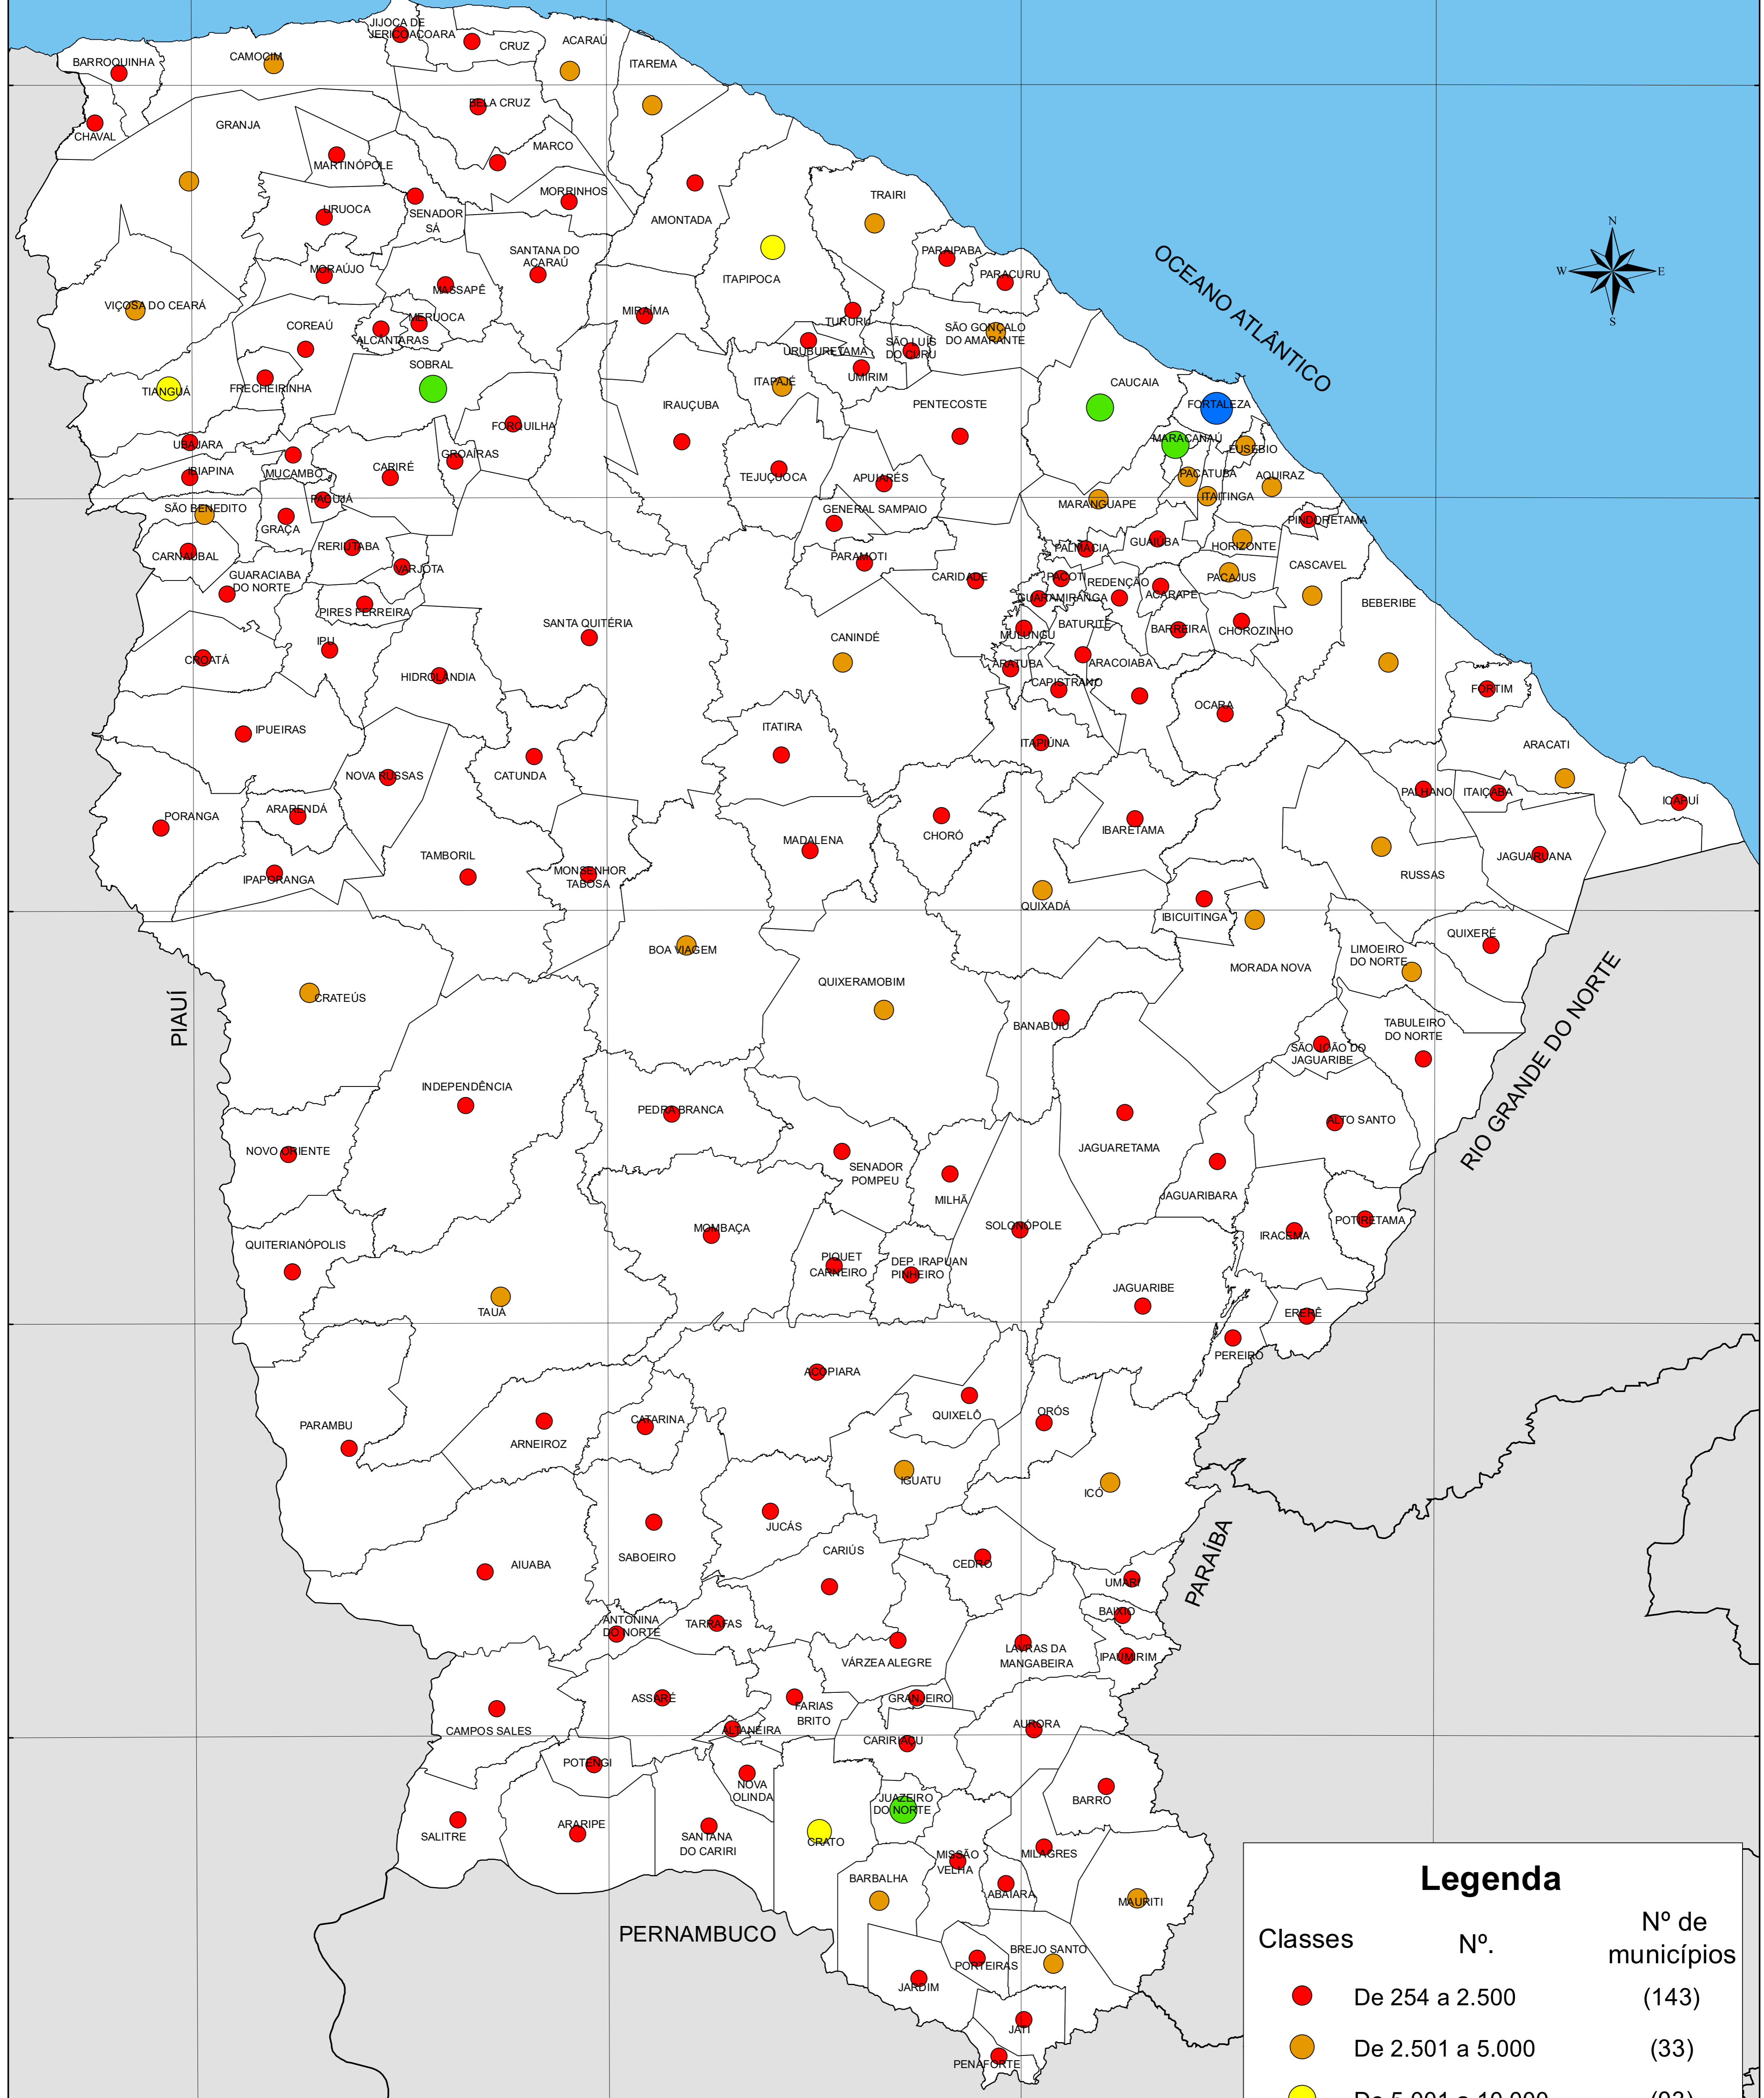 JIJOCA DE
JERICOACOARA
CRUZ
ACARAÚ
BARROQUINHA
CAMOCIM
ITAREMA
BELA CRUZ
CHAVAL
GRANJA
MARCO
MARTINÓPOLE
MORRINHOS
TRAIRI
URUOCA
SENADOR
SÁ
AMONTADA
SANTANA DO
ACARAÚ
PARAIPABA
PARACURU
OCEANO ATLÂNTICO
N
W
E
S
MORAÚJO
MASSAPÊ
ITAPIPOCA
VIÇOSA DO CEARÁ
MERUOCA
COREAÚ
ALCÂNTARAS
MIRAÍMA
TURURU
SÃO GONÇALO
DO AMARANTE
URUBURETAMA
SÃO LUÍS
DO CURU
SOBRAL
UMIRIM
TIANGUÁ
FRECHEIRINHA
ITAPAJÉ
CAUCAIA
IRAUÇUBA
PENTECOSTE
FORTALEZA
FORQUILHA
MARACANAÚ
EUSÉBIO
UBAJARA
GROAÍRAS
IBIAPINA
MUCAMBO
CARIRÉ
TEJUÇUOCA
APUIARÉS
PACATUBA
AQUIRAZ
PACUJÁ
MARANGUAPE
ITAITINGA
SÃO BENEDITO
GENERAL SAMPAIO
GRAÇA
PINDORETAMA
CARNAUBAL
RERIUTABA
PARAMOTI
PALMÁCIA
GUAIÚBA
HORIZONTE
VARJOTA
GUARACIABA
DO NORTE
CARIDADE
PACOTI
REDENÇÃO
PACAJUS
CASCAVEL
GUARAMIRANGA
ACARAPE
PIRES FERREIRA
BEBERIBE
SANTA QUITÉRIA
BATURITÉ
BARREIRA
CHOROZINHO
IPU
CANINDÉ
MULUNGU
CROATÁ
ARATUBA
ARACOIABA
HIDROLÂNDIA
CAPISTRANO
FORTIM
OCARA
IPUEIRAS
ITATIRA
ITAPIÚNA
ARACATI
NOVA RUSSAS
CATUNDA
PALHANO
ITAIÇABA
ICAPUÍ
PORANGA
ARARENDÁ
IBARETAMA
CHORÓ
MADALENA
TAMBORIL
JAGUARUANA
IPAPORANGA
MONSENHOR
TABOSA
RUSSAS
QUIXADÁ
IBICUITINGA
QUIXERÉ
BOA VIAGEM
LIMOEIRO
DO NORTE
MORADA NOVA
QUIXERAMOBIM
CRATEÚS
PIAUÍ
BANABUIÚ
TABULEIRO
DO NORTE
SÃO JOÃO DO
JAGUARIBE
RIO GRANDE DO NORTE
INDEPENDÊNCIA
PEDRA BRANCA
ALTO SANTO
NOVO ORIENTE
JAGUARETAMA
SENADOR
POMPEU
MILHÃ
JAGUARIBARA
MOMBAÇA
SOLONÓPOLE
IRACEMA
POTIRETAMA
QUITERIANÓPOLIS
PIQUET
CARNEIRO
DEP. IRAPUAN
PINHEIRO
JAGUARIBE
TAUÁ
ERERÊ
PEREIRO
ACOPIARA
QUIXELÔ
ORÓS
PARAMBU
ARNEIROZ
CATARINA
IGUATU
ICÓ
JUCÁS
CARIÚS
PARAÍBA
AIUABA
SABOEIRO
CEDRO
UMARI
BAIXIO
ANTONINA
DO NORTE
TARRAFAS
LAVRAS DA
MANGABEIRA
IPAUMIRIM
VÁRZEA ALEGRE
ASSARÉ
FARIAS
BRITO
GRANJEIRO
CAMPOS SALES
ALTANEIRA
AURORA
CARIRIAÇU
POTENGI
NOVA
OLINDA
JUAZEIRO
DO NORTE
BARRO
SALITRE
ARARIPE
SANTANA
DO CARIRI
CRATO
MISSÃO
VELHA
MILAGRES
BARBALHA
ABAIARA
MAURITI
PERNAMBUCO
BREJO SANTO
PORTEIRAS
JARDIM
JATI
PENAFORTE
Legenda
Classes
Nº.
Nº de
municípios
De 254 a 2.500
(143)
De 2.501 a 5.000
(33)
De 5.001 a 10.000
(03)